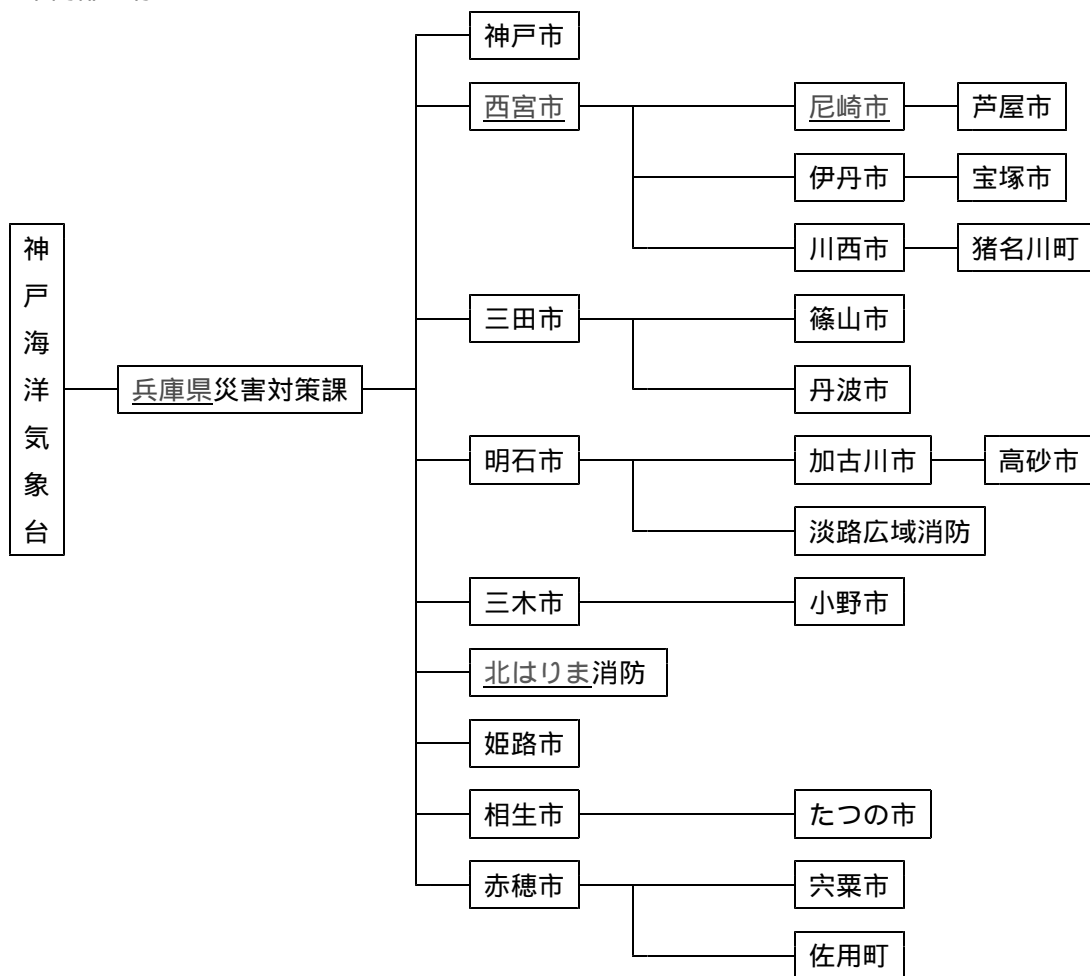 神戸市
西宮市 尼崎市 芦屋市
伊丹市 宝塚市
川西市 猪名川町
三田市 篠山市
神戸海洋気象台 兵庫県災害対策課 丹波市
明石市 加古川市 高砂市
淡路広域消防
三木市 小野市
北はりま消防
姫路市
相生市 たつの市
赤穂市 宍粟市
佐用町